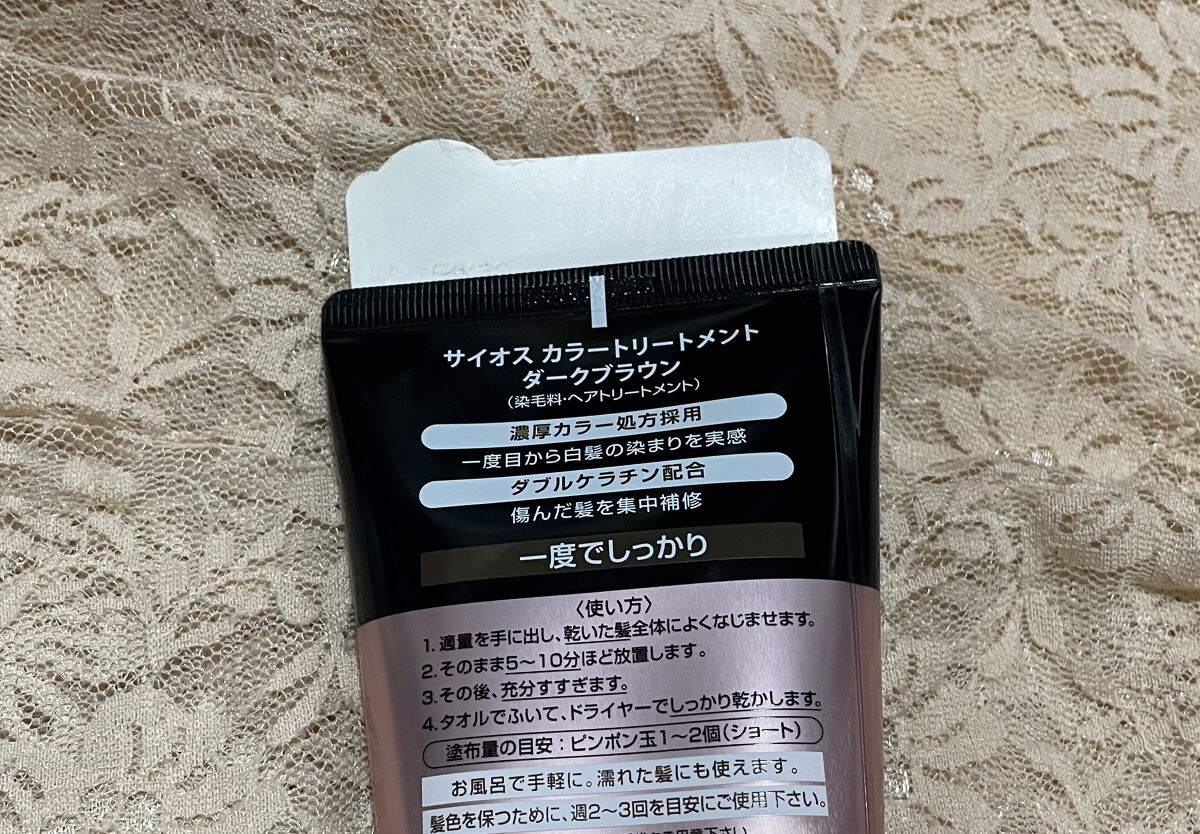 サイオス カラートリートメント
ダークブラウン
(染毛料・ヘアトリートメント)
濃厚カラー処方採用
一度目から白髪の染まりを実感
ダブルケラチン配合
傷んだ髪を集中補修
一度でしっかり
〈使い方〉
1. 適量を手に出し、乾いた髪全体によくなじませます。
2. そのまま5〜10分ほど放置します。
3. その後、充分すすぎます。
4. タオルでふいて、ドライヤーでしっかり乾かします。
塗布量の目安:ピンポン玉1〜2個(ショート)
お風呂で手軽に。濡れた髪にも使えます。
髪色を保つために、週2〜3回を目安にご使用下さい。